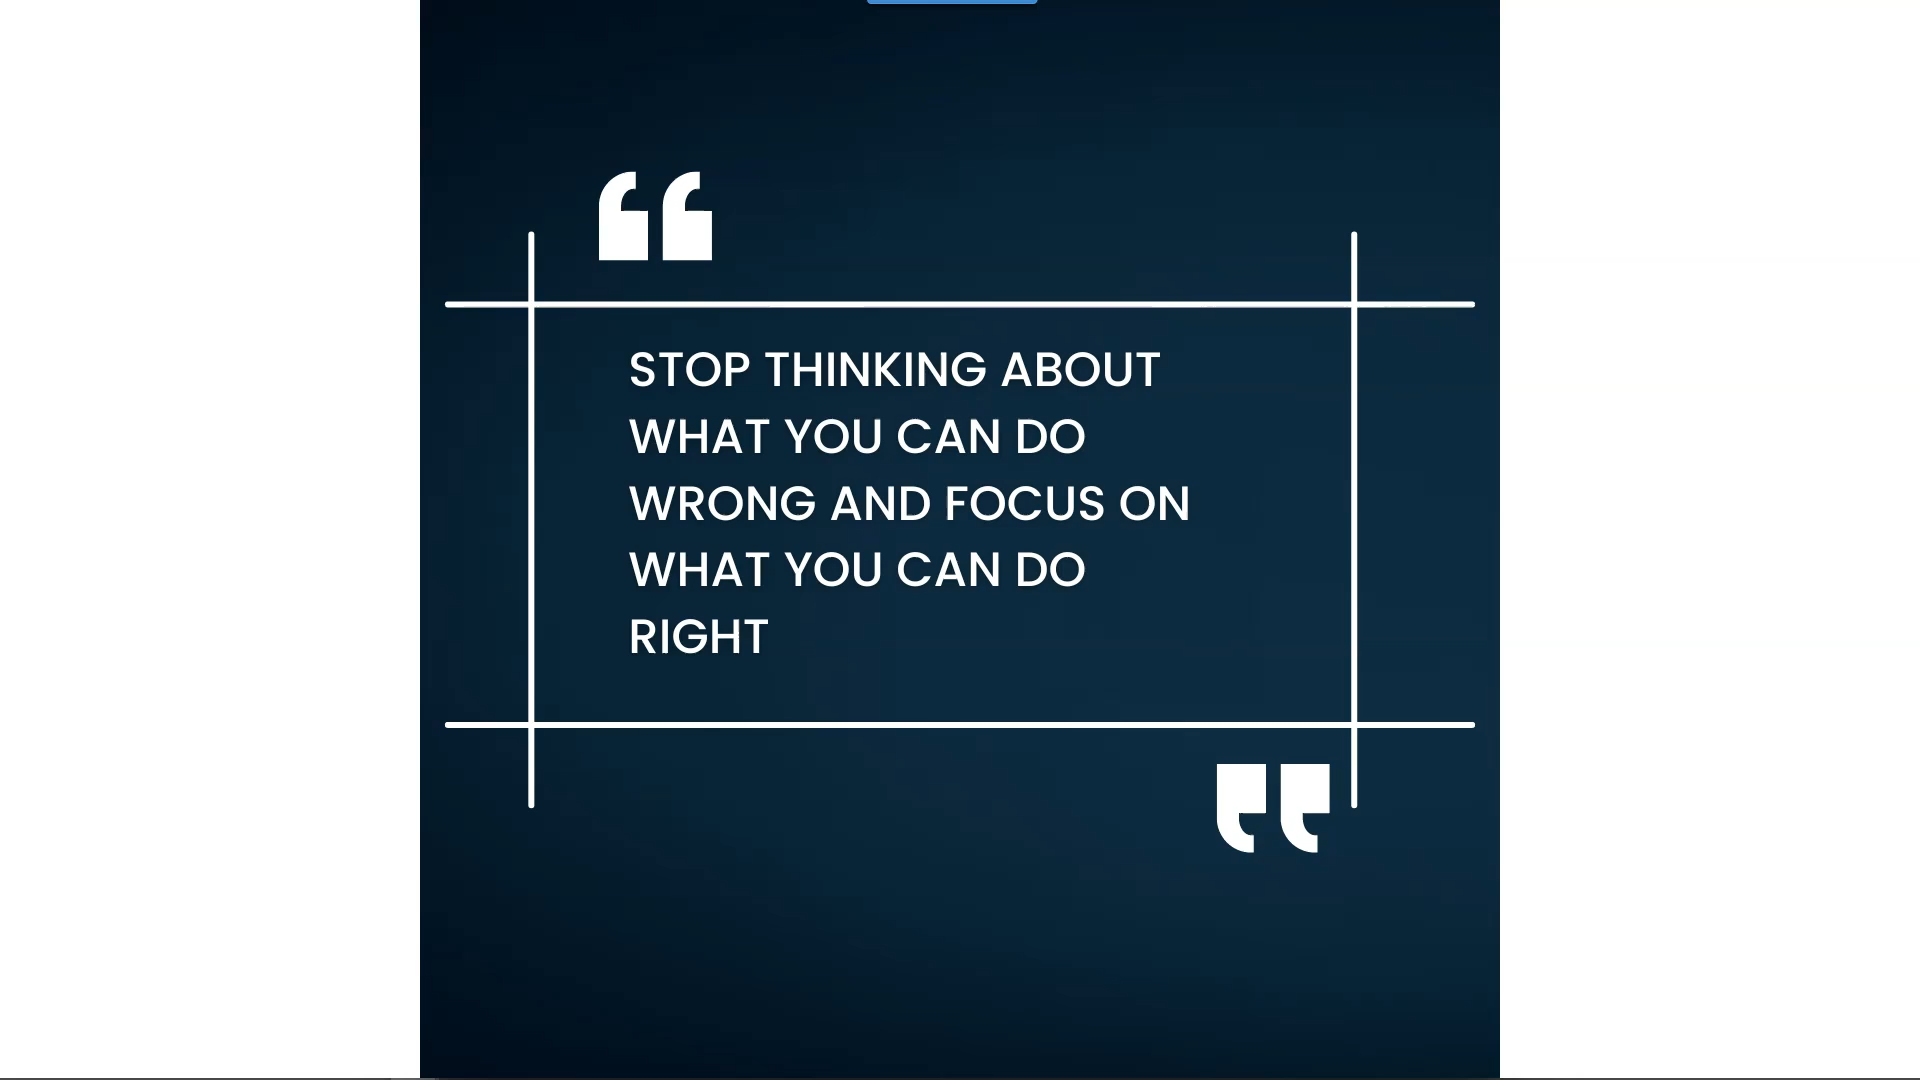 “
STOP THINKING ABOUT
WHAT YOU CAN DO
WRONG AND FOCUS ON
WHAT YOU CAN DO
RIGHT
”